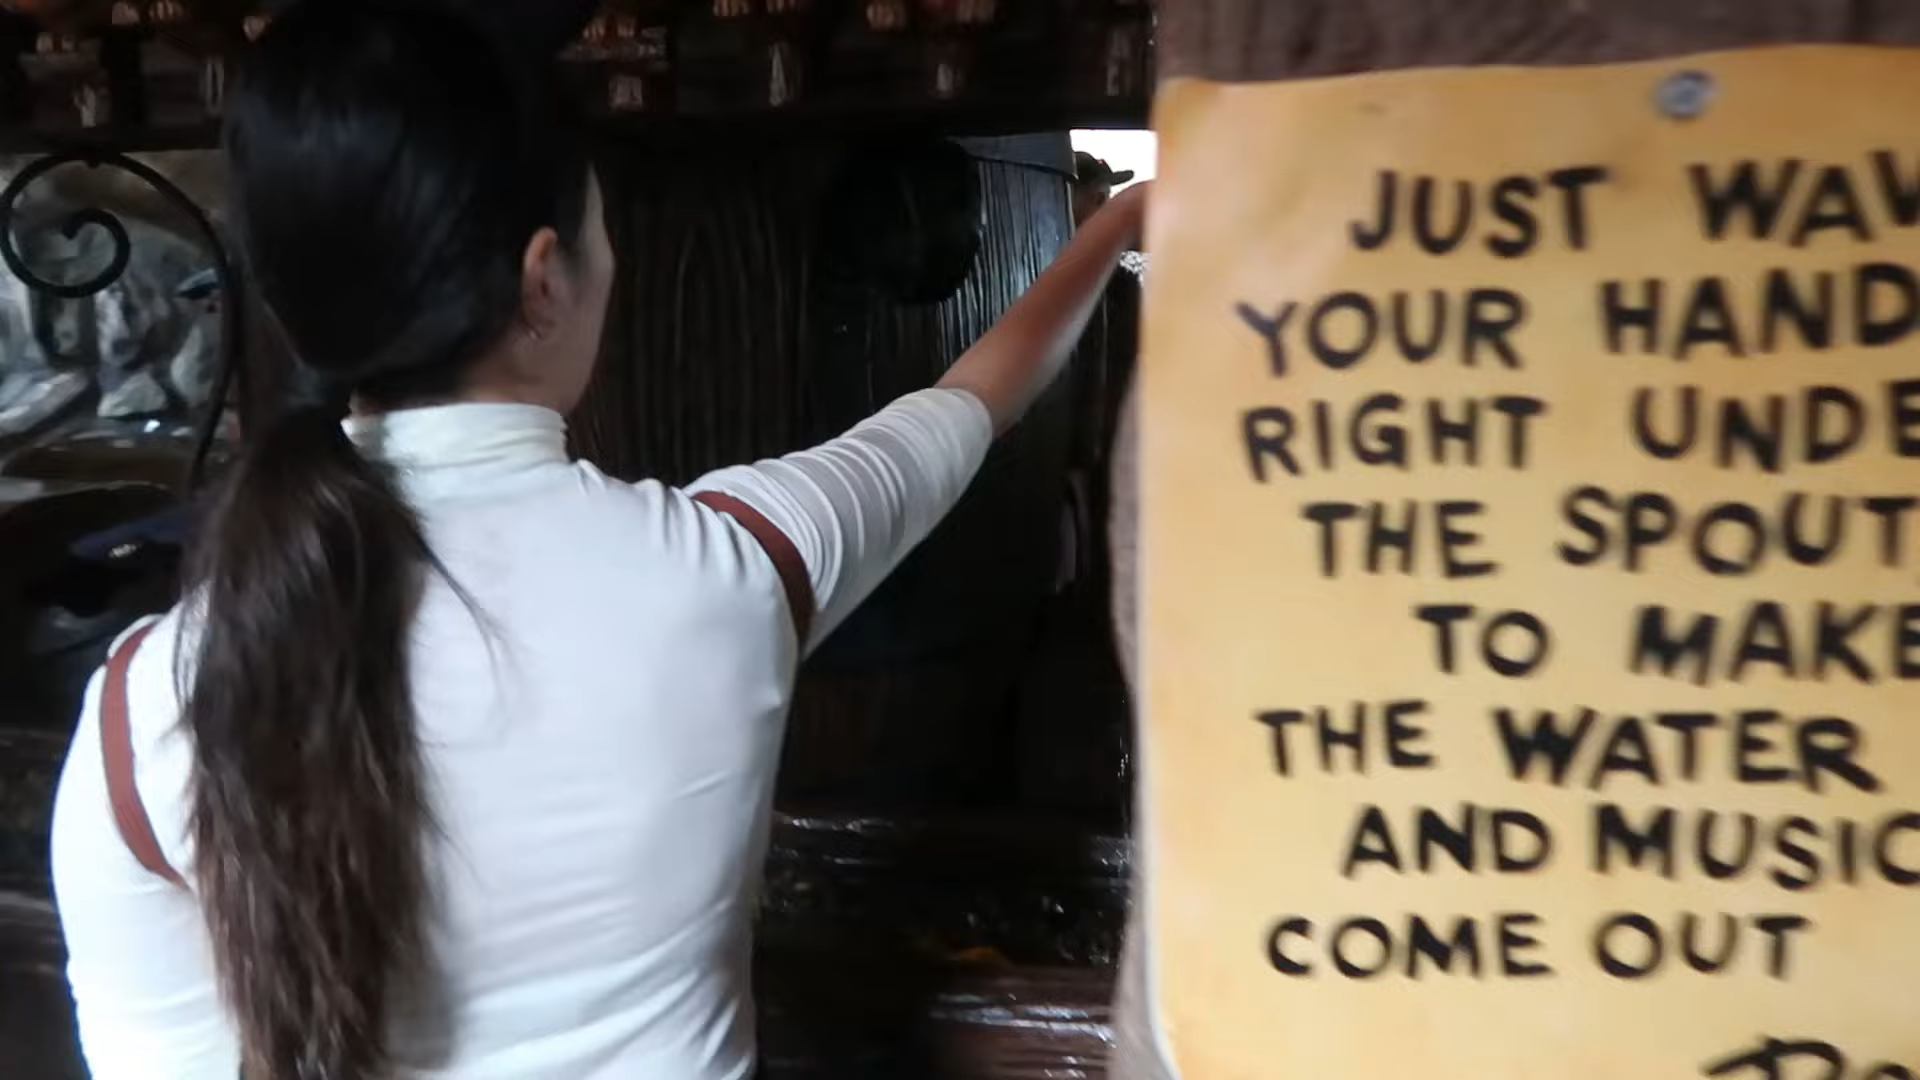 JUST WAV
YOUR HAND
RIGHT UNDE
THE SPOUT,
TO MAKE
THE WATER
AND MUSIC
COME OUT